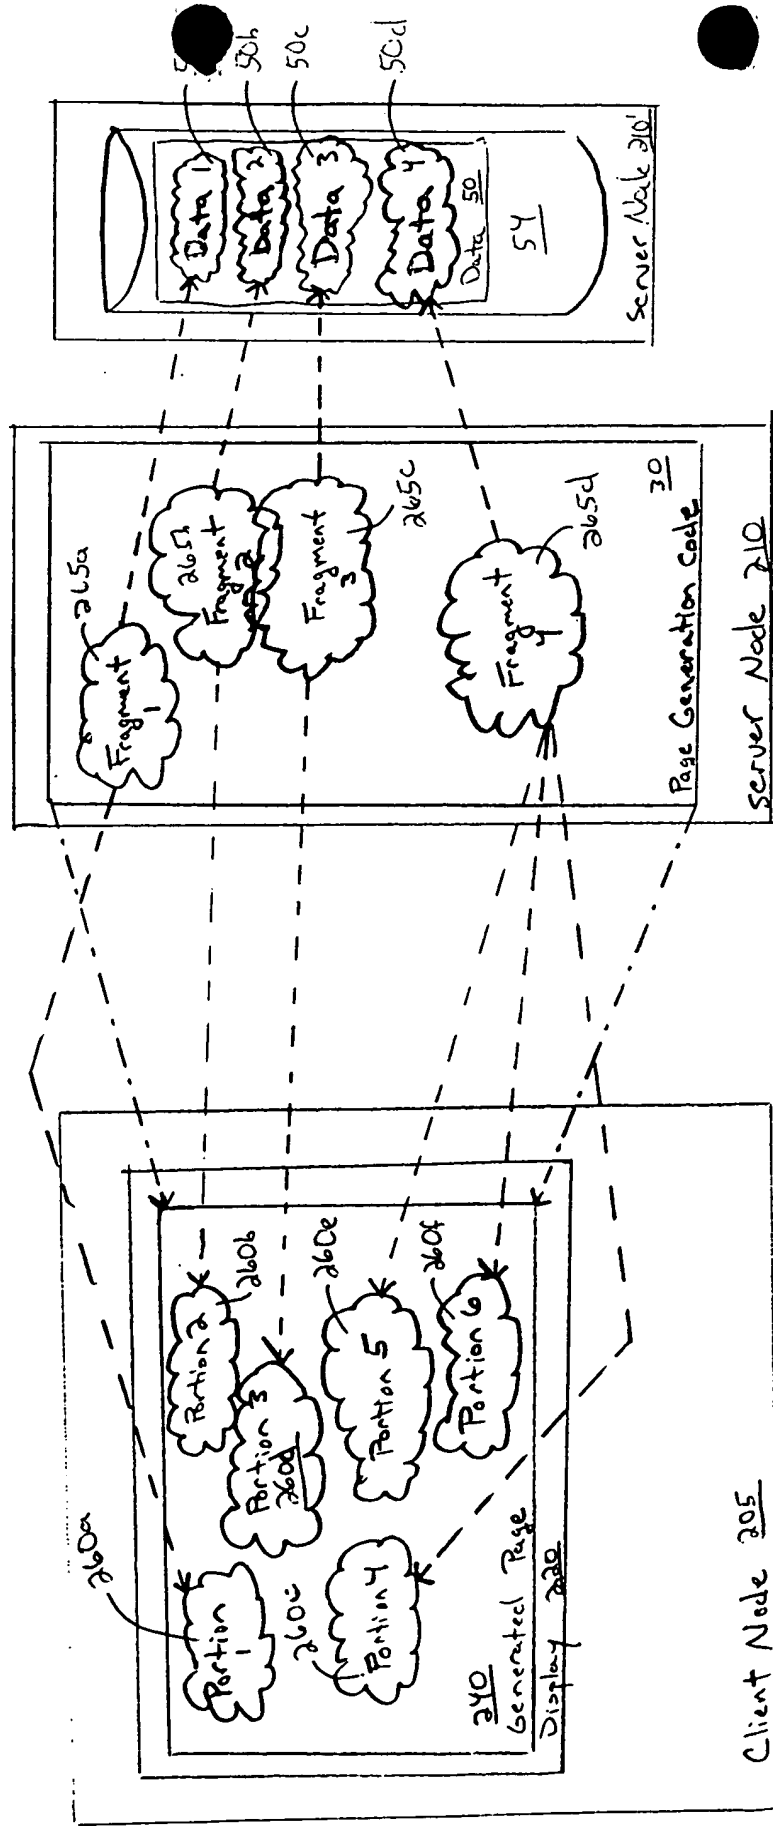 260a
Portion
1
Portion 2
260b
Portion 3
260d
260c
Portion 4
260e
Portion 5
260f
Portion 6
240
Generated Page
Display 220
Client Node 205
265a
Fragment
1
265b
Fragment
2
Fragment
3
265c
Fragment
4
265d
30
Page Generation Code
Server Node 210
50b
50c
50d
Data 1
Data 2
Data 3
Data 4
Data 50
54
Server Node 210'